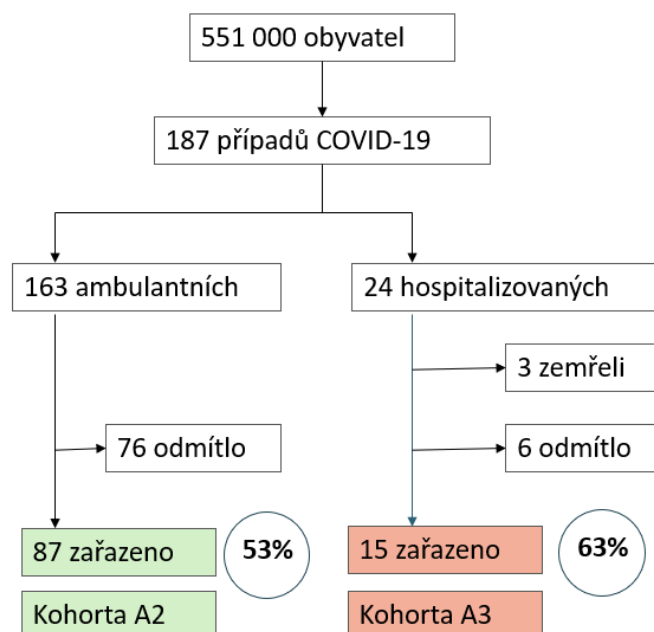 551 000 obyvatel
187 případů COVID-19
163 ambulantních
24 hospitalizovaných
3 zemřeli
76 odmítlo
6 odmítlo
87 zařazeno
53%
15 zařazeno
63%
Kohorta A2
Kohorta A3